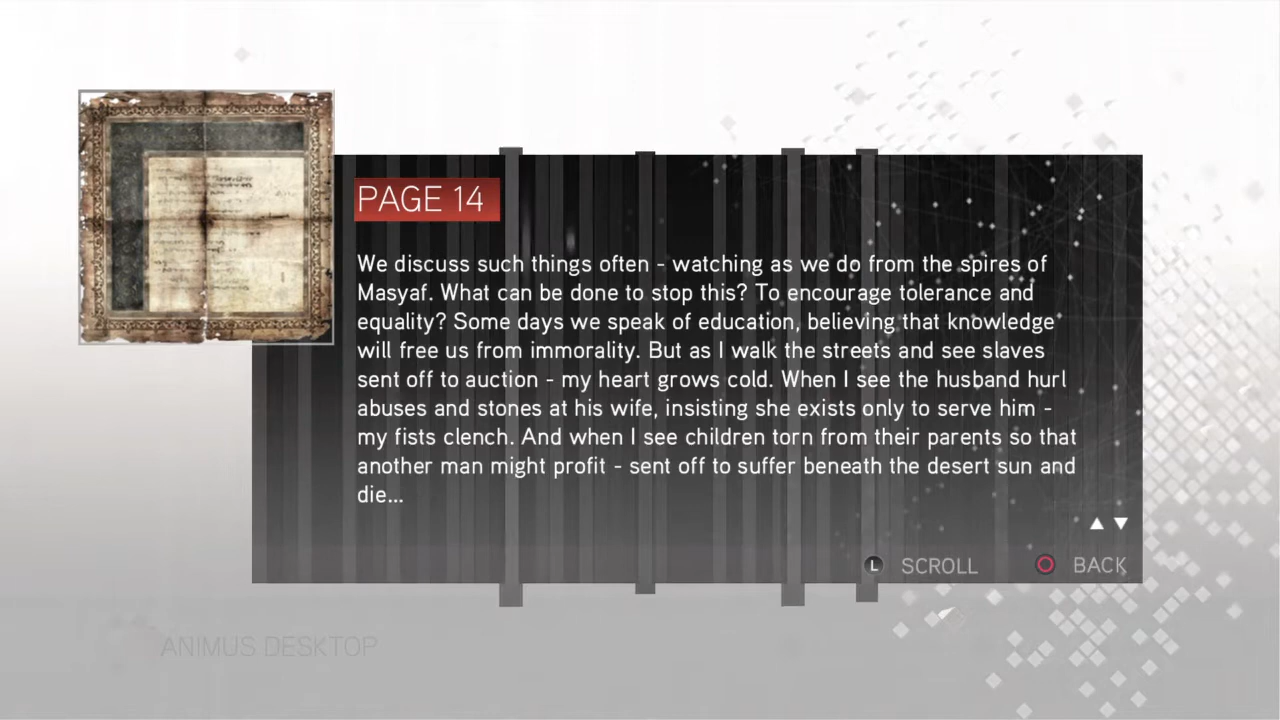 PAGE 14
We discuss such things often - watching as we do from the spires of
Masyaf. What can be done to stop this? To encourage tolerance and
equality? Some days we speak of education, believing that knowledge
will free us from immorality. But as I walk the streets and see slaves
sent off to auction - my heart grows cold. When I see the husband hurl
abuses and stones at his wife, insisting she exists only to serve him -
my fists clench. And when I see children torn from their parents so that
another man might profit - sent off to suffer beneath the desert sun and
die...
L SCROLL BACK
ANIMUS DESKTOP